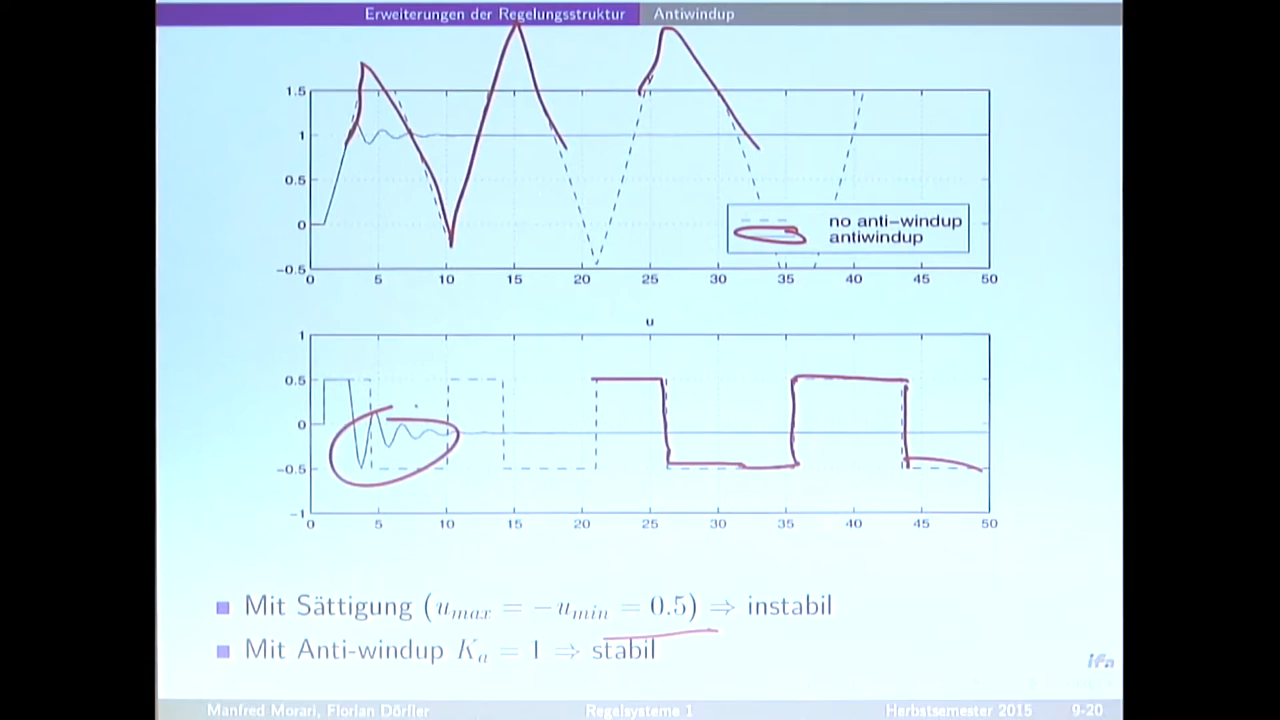 Erweiterungen der Regelungsstruktur Antiwindup
1.5
1
0.5
0
−0.5
0 5 10 15 20 25 30 35 40 45 50
no anti−windup
antiwindup
u
1
0.5
0
−0.5
−1
0 5 10 15 20 25 30 35 40 45 50
Mit Sättigung (u_max = −u_min = 0.5) ⇒ instabil
Mit Anti-windup K_a = 1 ⇒ stabil
ifa
Manfred Morari, Florian Dörfler Regelsysteme 1 Herbstsemester 2015 9-20